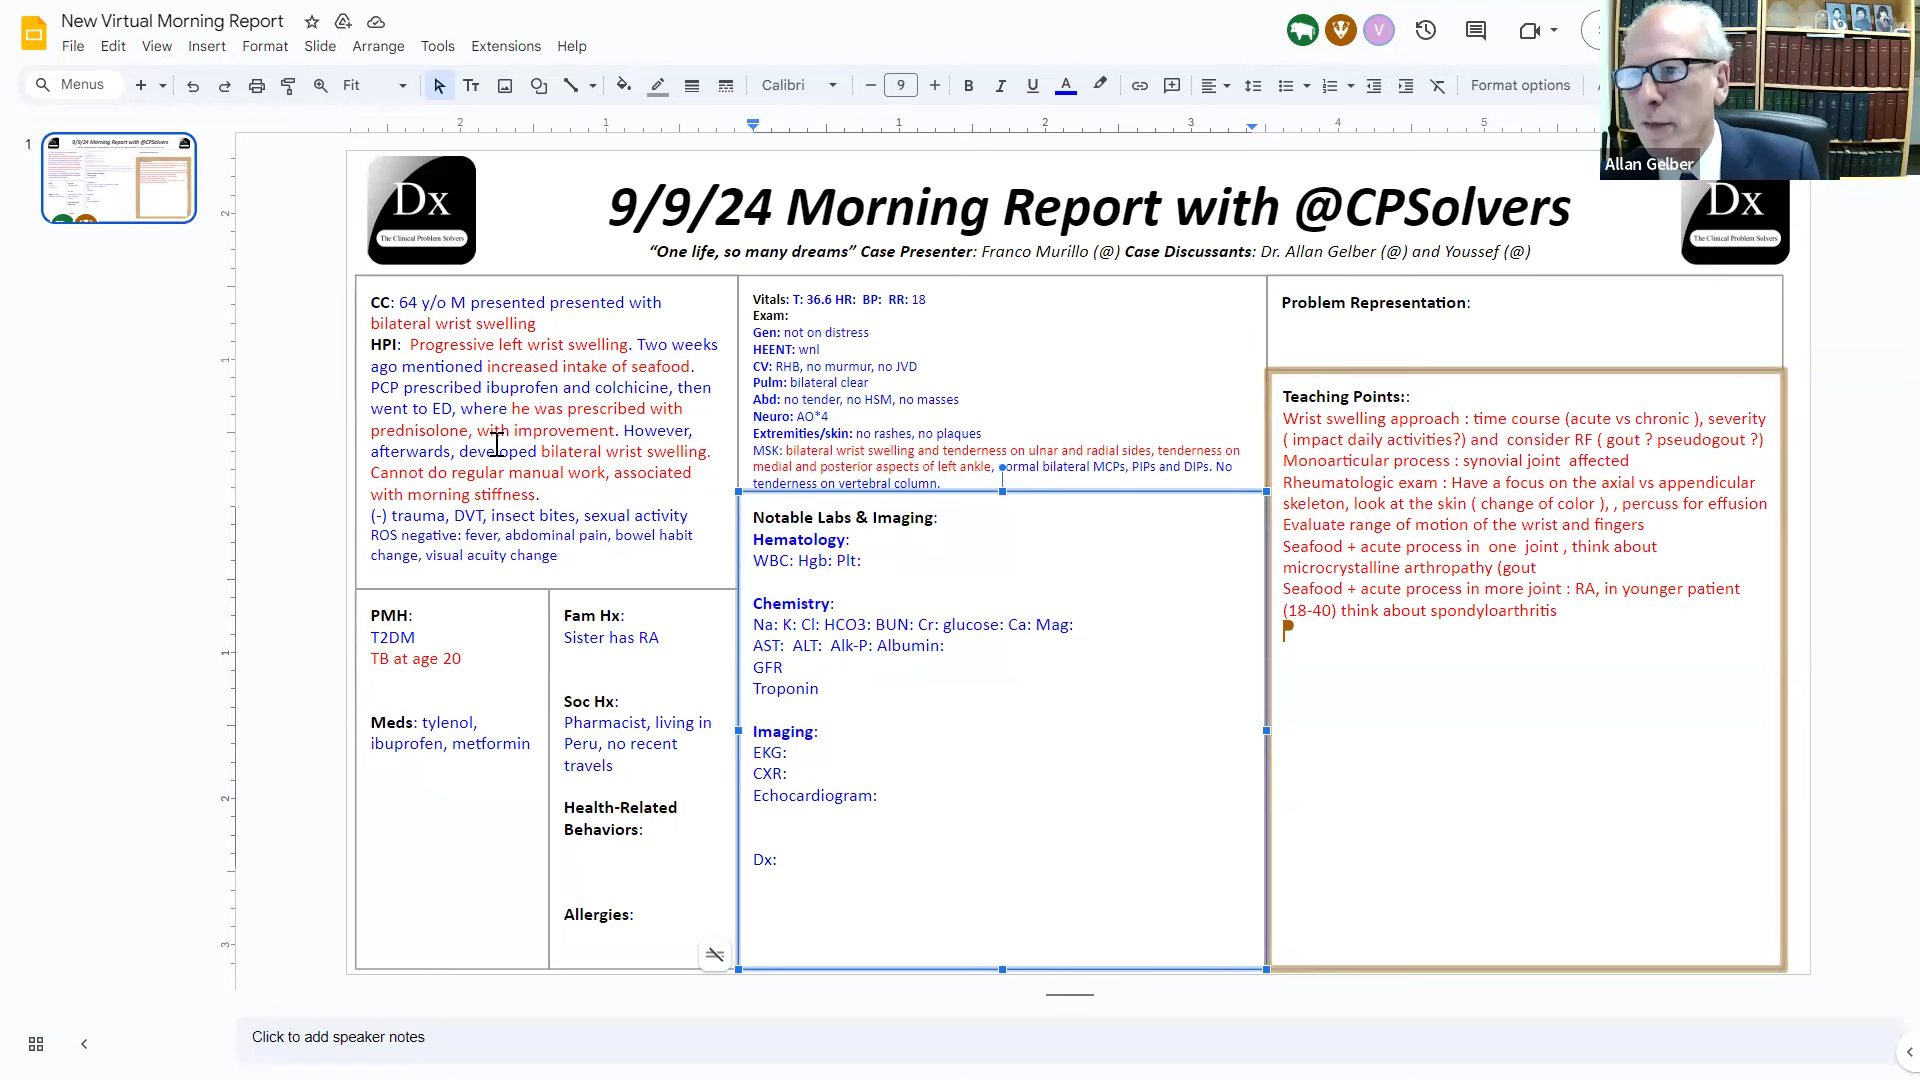 New Virtual Morning Report
File Edit View Insert Format Slide Arrange Tools Extensions Help
V
Menus
Fit
Calibri
9
Format options
2 1 1 2 3 4 5
1
Allan Gelber
Dx
The Clinical Problem Solvers
9/9/24 Morning Report with @CPSolvers
“One life, so many dreams” Case Presenter: Franco Murillo (@) Case Discussants: Dr. Allan Gelber (@) and Youssef (@)
Dx
The Clinical Problem Solvers
CC: 64 y/o M presented presented with
bilateral wrist swelling
HPI: Progressive left wrist swelling. Two weeks
ago mentioned increased intake of seafood.
PCP prescribed ibuprofen and colchicine, then
went to ED, where he was prescribed with
prednisolone, with improvement. However,
afterwards, developed bilateral wrist swelling.
Cannot do regular manual work, associated
with morning stiffness.
(-) trauma, DVT, insect bites, sexual activity
ROS negative: fever, abdominal pain, bowel habit
change, visual acuity change
PMH:
T2DM
TB at age 20
Meds: tylenol,
ibuprofen, metformin
Fam Hx:
Sister has RA
Soc Hx:
Pharmacist, living in
Peru, no recent
travels
Health-Related
Behaviors:
Allergies:
Vitals: T: 36.6 HR: BP: RR: 18
Exam:
Gen: not on distress
HEENT: wnl
CV: RHB, no murmur, no JVD
Pulm: bilateral clear
Abd: no tender, no HSM, no masses
Neuro: AO*4
Extremities/skin: no rashes, no plaques
MSK: bilateral wrist swelling and tenderness on ulnar and radial sides, tenderness on
medial and posterior aspects of left ankle, normal bilateral MCPs, PIPs and DIPs. No
tenderness on vertebral column.
Notable Labs & Imaging:
Hematology:
WBC: Hgb: Plt:
Chemistry:
Na: K: Cl: HCO3: BUN: Cr: glucose: Ca: Mag:
AST: ALT: Alk-P: Albumin:
GFR
Troponin
Imaging:
EKG:
CXR:
Echocardiogram:
Dx:
Problem Representation:
Teaching Points::
Wrist swelling approach : time course (acute vs chronic ), severity
( impact daily activities?) and consider RF ( gout ? pseudogout ?)
Monoarticular process : synovial joint affected
Rheumatologic exam : Have a focus on the axial vs appendicular
skeleton, look at the skin ( change of color ), , percuss for effusion
Evaluate range of motion of the wrist and fingers
Seafood + acute process in one joint , think about
microcrystalline arthropathy (gout
Seafood + acute process in more joint : RA, in younger patient
(18-40) think about spondyloarthritis
Click to add speaker notes